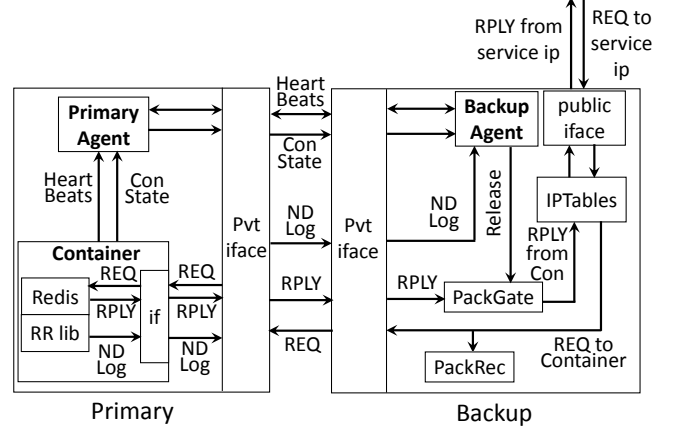 RPLY from
service ip
REQ to
service
ip
Heart
Beats
Primary
Agent
Backup
Agent
public
iface
Con
State
Heart
Beats
Con
State
ND
Log
ND
Log
Release
IPTables
Pvt
iface
Pvt
iface
RPLY
from
Con
Container
REQ
REQ
Redis
RPLY
RPLY
RPLY
RPLY
PackGate
if
RR lib
REQ
ND
Log
ND
Log
REQ to
Container
PackRec
Primary
Backup